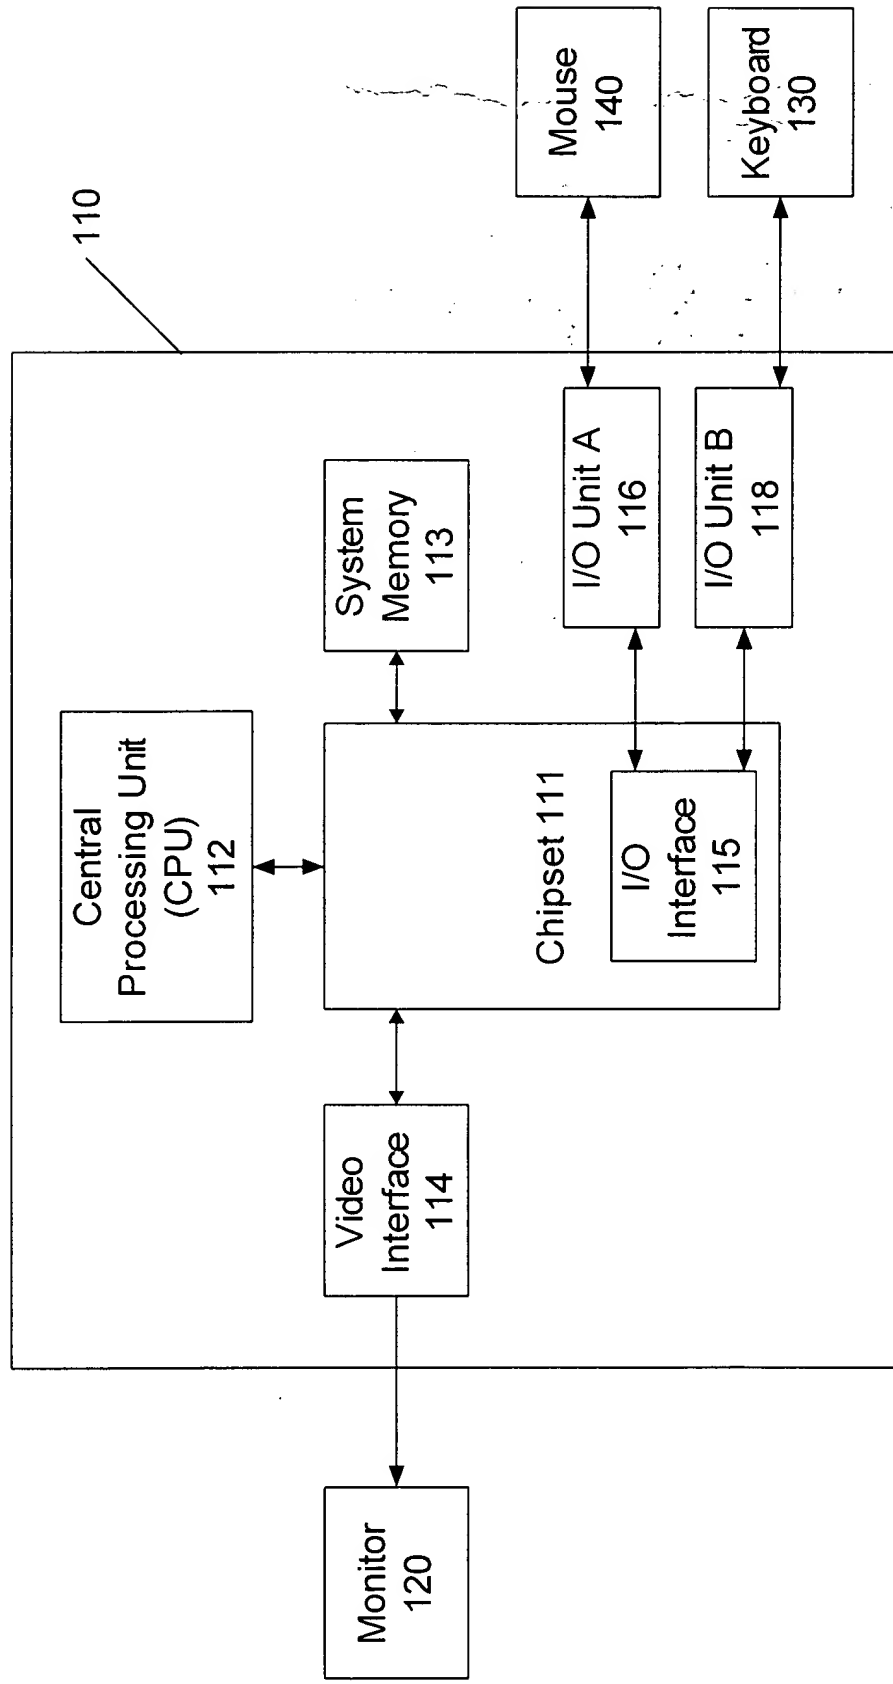 110
Central
Processing Unit
(CPU)
112
Monitor
120
Video
Interface
114
System
Memory
113
Chipset 111
I/O
Interface
115
I/O Unit A
116
I/O Unit B
118
Mouse
140
Keyboard
130